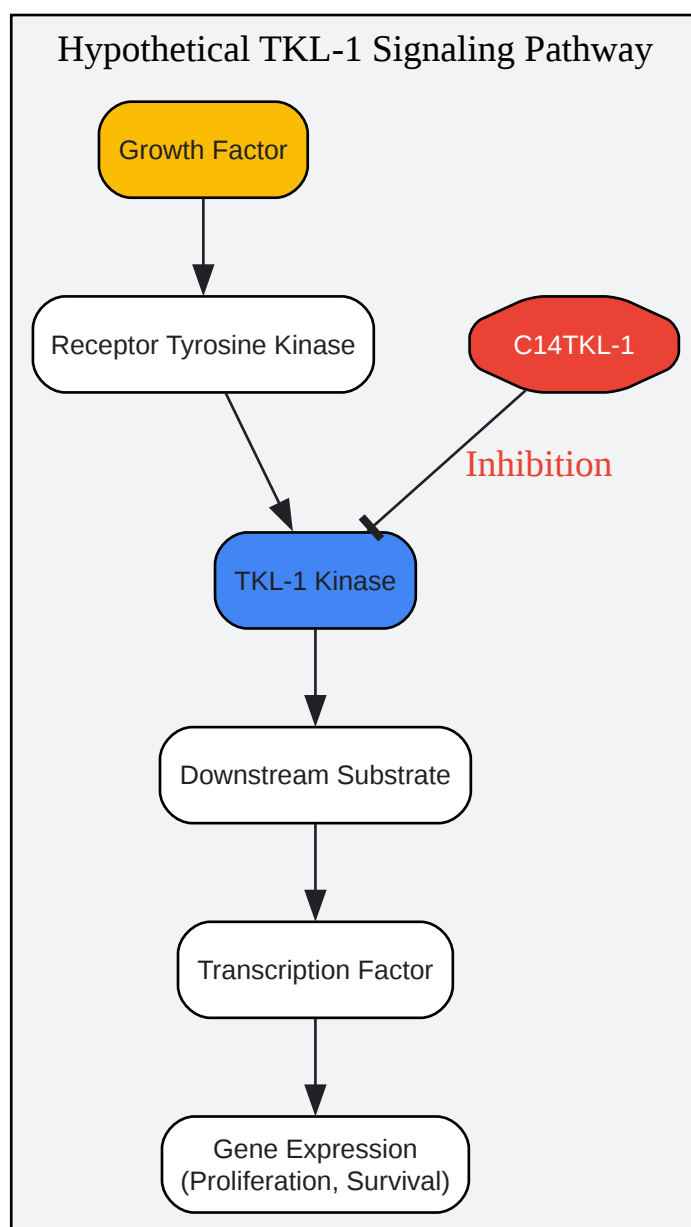 Hypothetical TKL-1 Signaling Pathway
Growth Factor
Receptor Tyrosine Kinase
C14TKL-1
Inhibition
TKL-1 Kinase
Downstream Substrate
Transcription Factor
Gene Expression
(Proliferation, Survival)